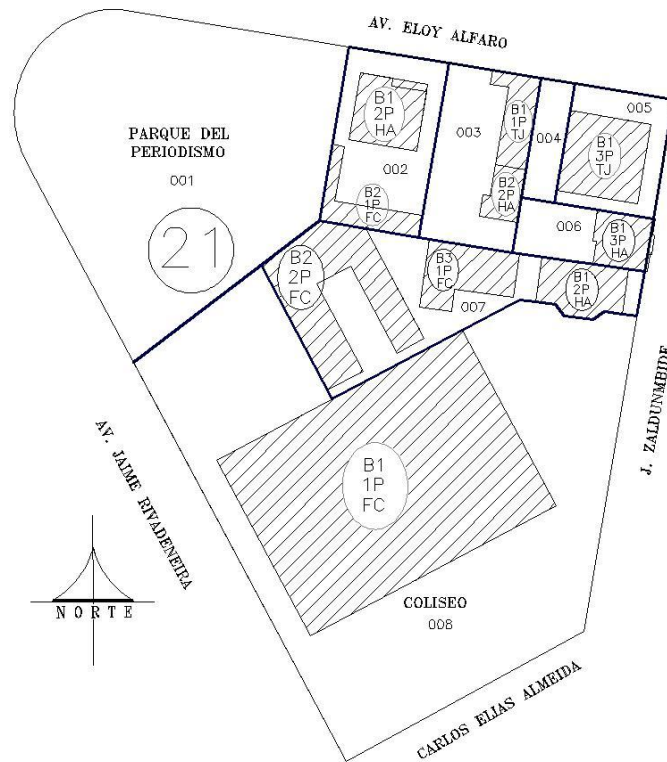 AV. ELOY ALFARO
PARQUE DEL
PERIODISMO
001
21
B1
2P
HA
002
B2
1P
FC
003
B1
1P
TJ
B2
2P
HA
004
005
B1
3P
TJ
006
B1
3P
HA
B2
2P
FC
B3
1P
FC
007
B1
2P
HA
J. ZALDUNMBIDE
AV. JAIME RIVADENEIRA
B1
1P
FC
COLISEO
008
NORTE
CARLOS ELIAS ALMEIDA